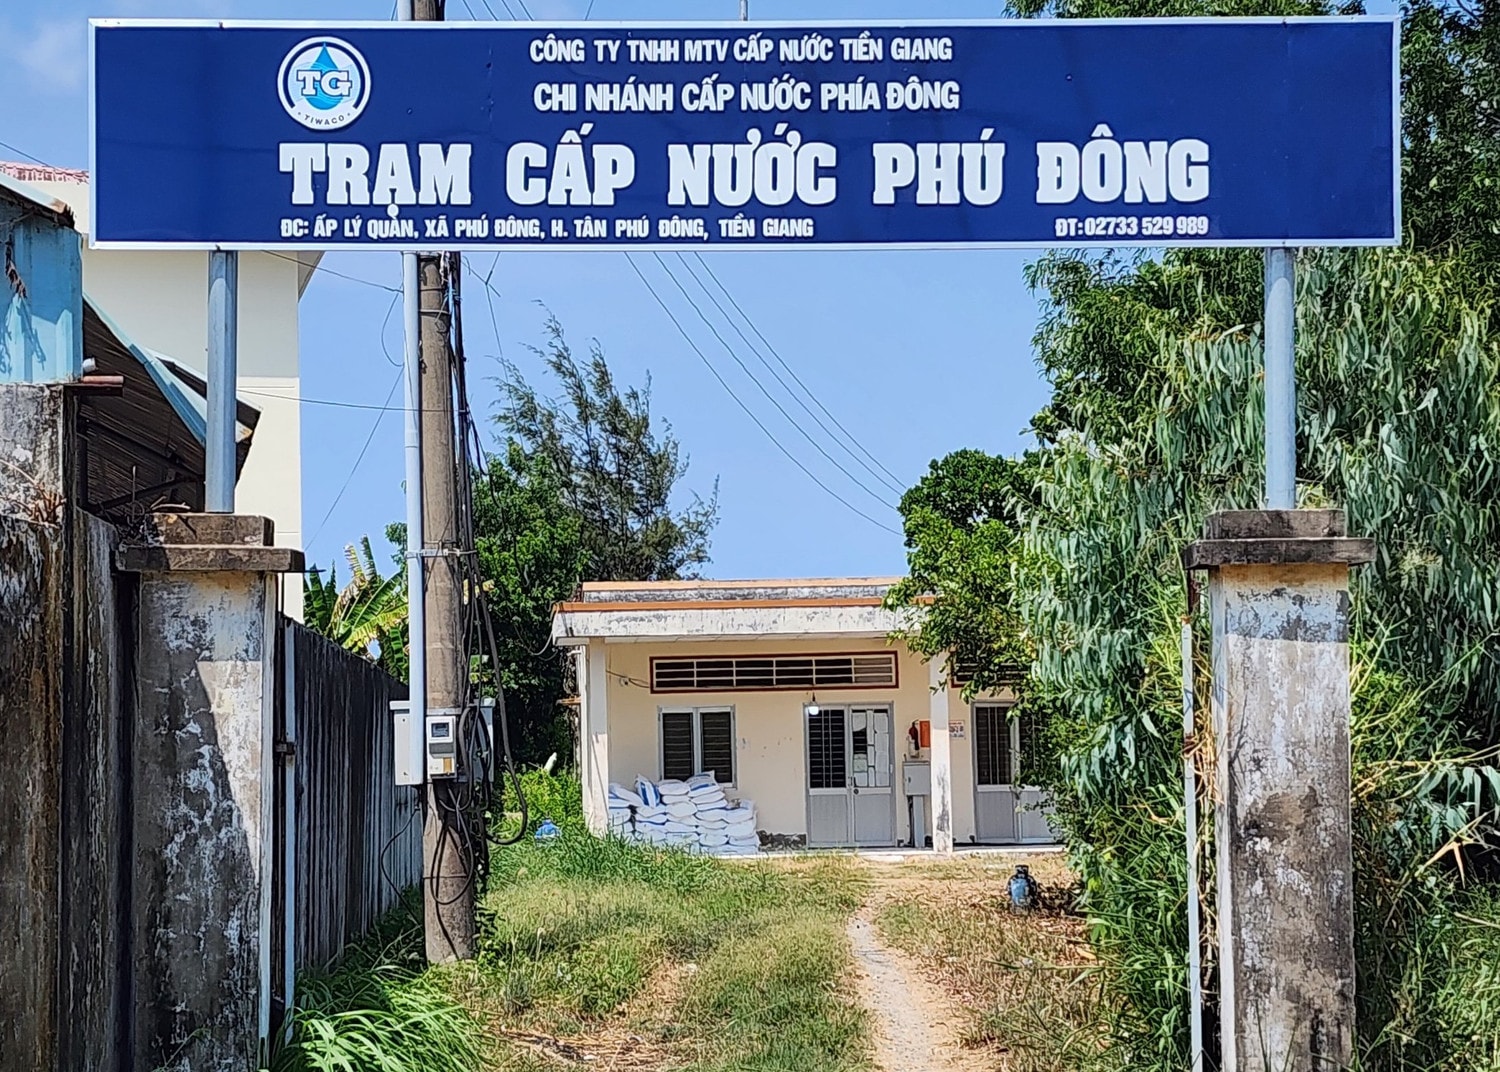 CÔNG TY TNHH MTV CẤP NƯỚC TIỀN GIANG
CHI NHÁNH CẤP NƯỚC PHÍA ĐÔNG
TG
TIWACO
TRẠM CẤP NƯỚC PHÚ ĐÔNG
ĐC: ẤP LÝ QUẢN, XÃ PHÚ ĐÔNG, H. TÂN PHÚ ĐÔNG, TIỀN GIANG
ĐT:02733 529 989